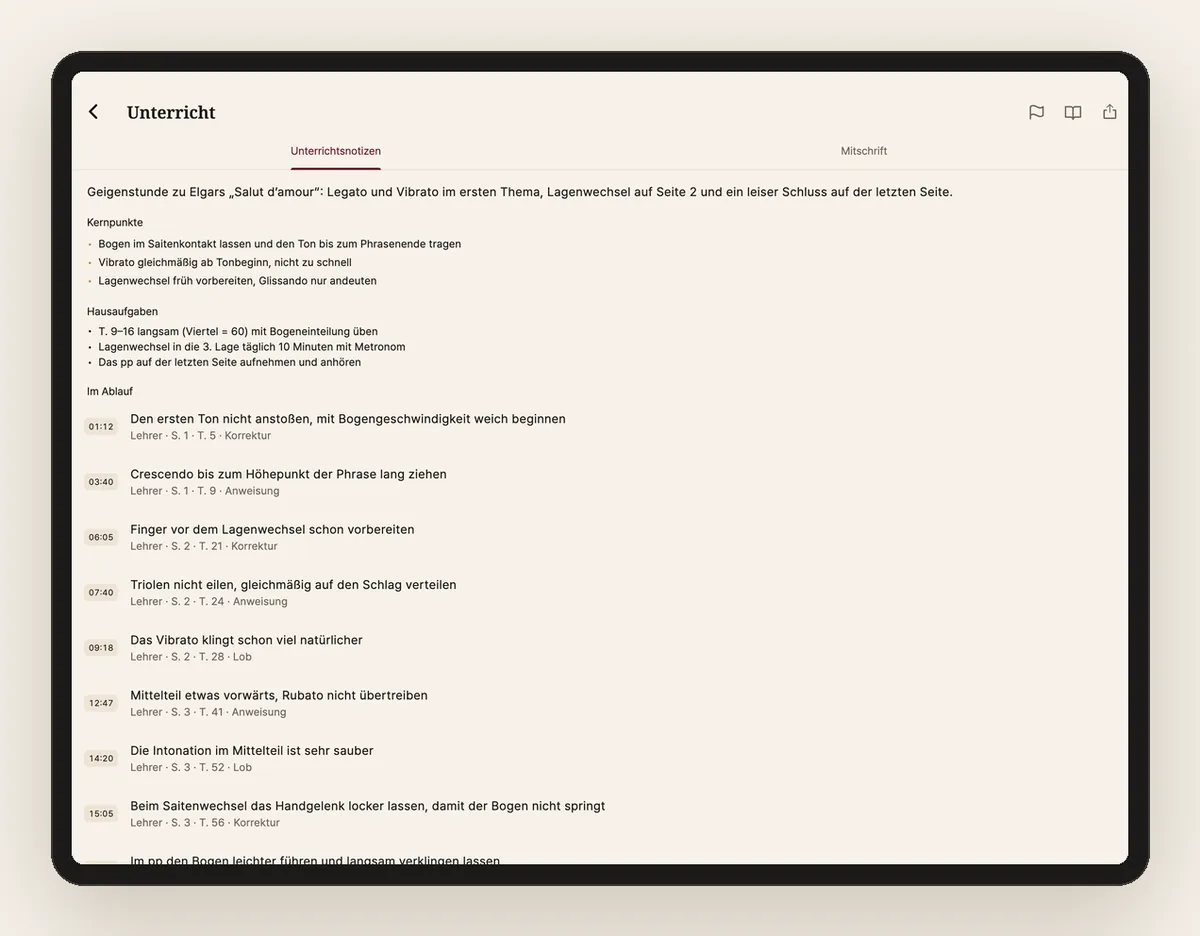 Unterricht
Unterrichtsnotizen
Mitschrift
Geigenstunde zu Elgars „Salut d’amour“: Legato und Vibrato im ersten Thema, Lagenwechsel auf Seite 2 und ein leiser Schluss auf der letzten Seite.
Kernpunkte
• Bogen im Saitenkontakt lassen und den Ton bis zum Phrasenende tragen
• Vibrato gleichmäßig ab Tonbeginn, nicht zu schnell
• Lagenwechsel früh vorbereiten, Glissando nur andeuten
Hausaufgaben
• T. 9–16 langsam (Viertel = 60) mit Bogeneinteilung üben
• Lagenwechsel in die 3. Lage täglich 10 Minuten mit Metronom
• Das pp auf der letzten Seite aufnehmen und anhören
Im Ablauf
01:12
Den ersten Ton nicht anstoßen, mit Bogengeschwindigkeit weich beginnen
Lehrer · S. 1 · T. 5 · Korrektur
03:40
Crescendo bis zum Höhepunkt der Phrase lang ziehen
Lehrer · S. 1 · T. 9 · Anweisung
06:05
Finger vor dem Lagenwechsel schon vorbereiten
Lehrer · S. 2 · T. 21 · Korrektur
07:40
Triolen nicht eilen, gleichmäßig auf den Schlag verteilen
Lehrer · S. 2 · T. 24 · Anweisung
09:18
Das Vibrato klingt schon viel natürlicher
Lehrer · S. 2 · T. 28 · Lob
12:47
Mittelteil etwas vorwärts, Rubato nicht übertreiben
Lehrer · S. 3 · T. 41 · Anweisung
14:20
Die Intonation im Mittelteil ist sehr sauber
Lehrer · S. 3 · T. 52 · Lob
15:05
Beim Saitenwechsel das Handgelenk locker lassen, damit der Bogen nicht springt
Lehrer · S. 3 · T. 56 · Korrektur
Im pp den Bogen leichter führen und langsam verklingen lassen